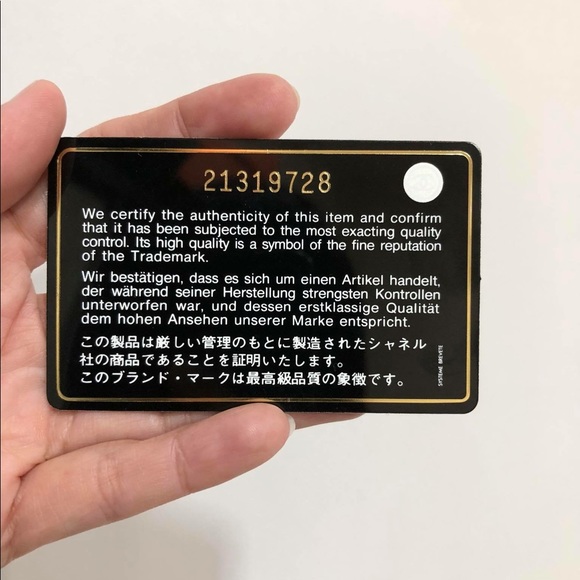 21319728
We certify the authenticity of this item and confirm
that it has been subjected to the most exacting quality
control. Its high quality is a symbol of the fine reputation
of the Trademark.
Wir bestätigen, dass es sich um einen Artikel handelt,
der während seiner Herstellung strengsten Kontrollen
unterworfen war, und dessen erstklassige Qualität
dem hohen Ansehen unserer Marke entspricht.
この製品は厳しい管理のもとに製造されたシャネル
社の商品であることを証明いたします。
このブランド・マークは最高級品質の象徴です。
SYSTEME BREVETE